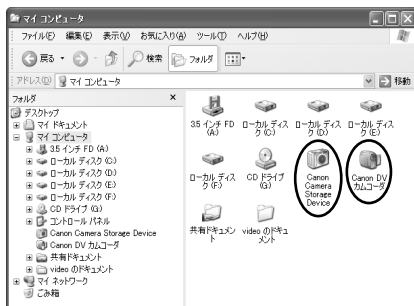 マイ コンピュータ
ファイル(F) 編集(E) 表示(V) お気に入り(A) ツール(T) ヘルプ(H)
戻る 検索 フォルダ
アドレス(D) マイ コンピュータ 移動
フォルダ ×
デスクトップ
マイ ドキュメント
マイ コンピュータ
3.5 インチ FD (A:)
ローカル ディスク (C:)
ローカル ディスク (D:)
ローカル ディスク (E:)
ローカル ディスク (F:)
CD ドライブ (G:)
コントロール パネル
Canon Camera Storage Device
Canon DV カムコーダ
共有ドキュメント
video のドキュメント
マイ ネットワーク
ごみ箱
3.5 インチ FD
(A:)
ローカル ディス
ク (C:)
ローカル ディス
ク (D:)
ローカル ディス
ク (E:)
ローカル ディス
ク (F:)
CD ドライブ
(G:)
Canon
Camera
Storage
Device
Canon DV
カムコーダ
共有ドキュメン
ト
video のドキュ
メント